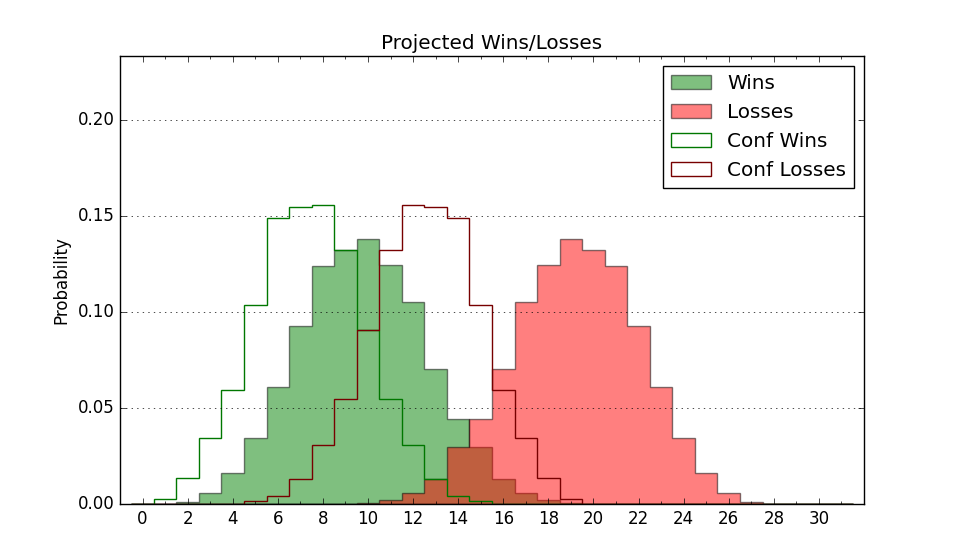 Projected Wins/Losses
Wins
Losses
Conf Wins
Conf Losses
Probability
0.20
0.15
0.10
0.05
0.00
0 2 4 6 8 10 12 14 16 18 20 22 24 26 28 30